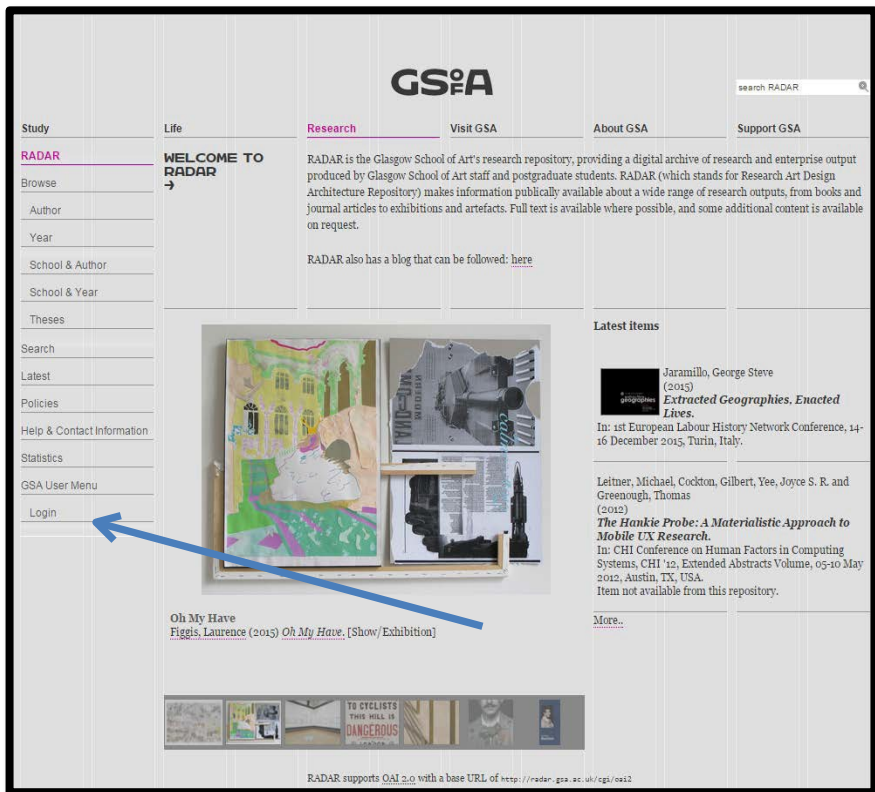 GSOFA
search RADAR
Study
Life
Research
Visit GSA
About GSA
Support GSA
RADAR
Browse
Author
Year
School & Author
School & Year
Theses
Search
Latest
Policies
Help & Contact Information
Statistics
GSA User Menu
Login
WELCOME TO
RADAR
→
RADAR is the Glasgow School of Art's research repository, providing a digital archive of research and enterprise output
produced by Glasgow School of Art staff and postgraduate students. RADAR (which stands for Research Art Design
Architecture Repository) makes information publically available about a wide range of research outputs, from books and
journal articles to exhibitions and artefacts. Full text is available where possible, and some additional content is available
on request.
RADAR also has a blog that can be followed: here
MODERN
Oh My Have
Figgis, Laurence (2015) Oh My Have. [Show/Exhibition]
TO CYCLISTS
THIS HILL IS
DANGEROUS
Latest items
geographies
Jaramillo, George Steve
(2015)
Extracted Geographies, Enacted
Lives.
In: 1st European Labour History Network Conference, 14-
16 December 2015, Turin, Italy.
Leitner, Michael, Cockton, Gilbert, Yee, Joyce S. R. and
Greenough, Thomas
(2012)
The Hankie Probe: A Materialistic Approach to
Mobile UX Research.
In: CHI Conference on Human Factors in Computing
Systems, CHI '12, Extended Abstracts Volume, 05-10 May
2012, Austin, TX, USA.
Item not available from this repository.
More..
RADAR supports OAI 2.0 with a base URL of http://radar.gsa.ac.uk/cgi/oai2